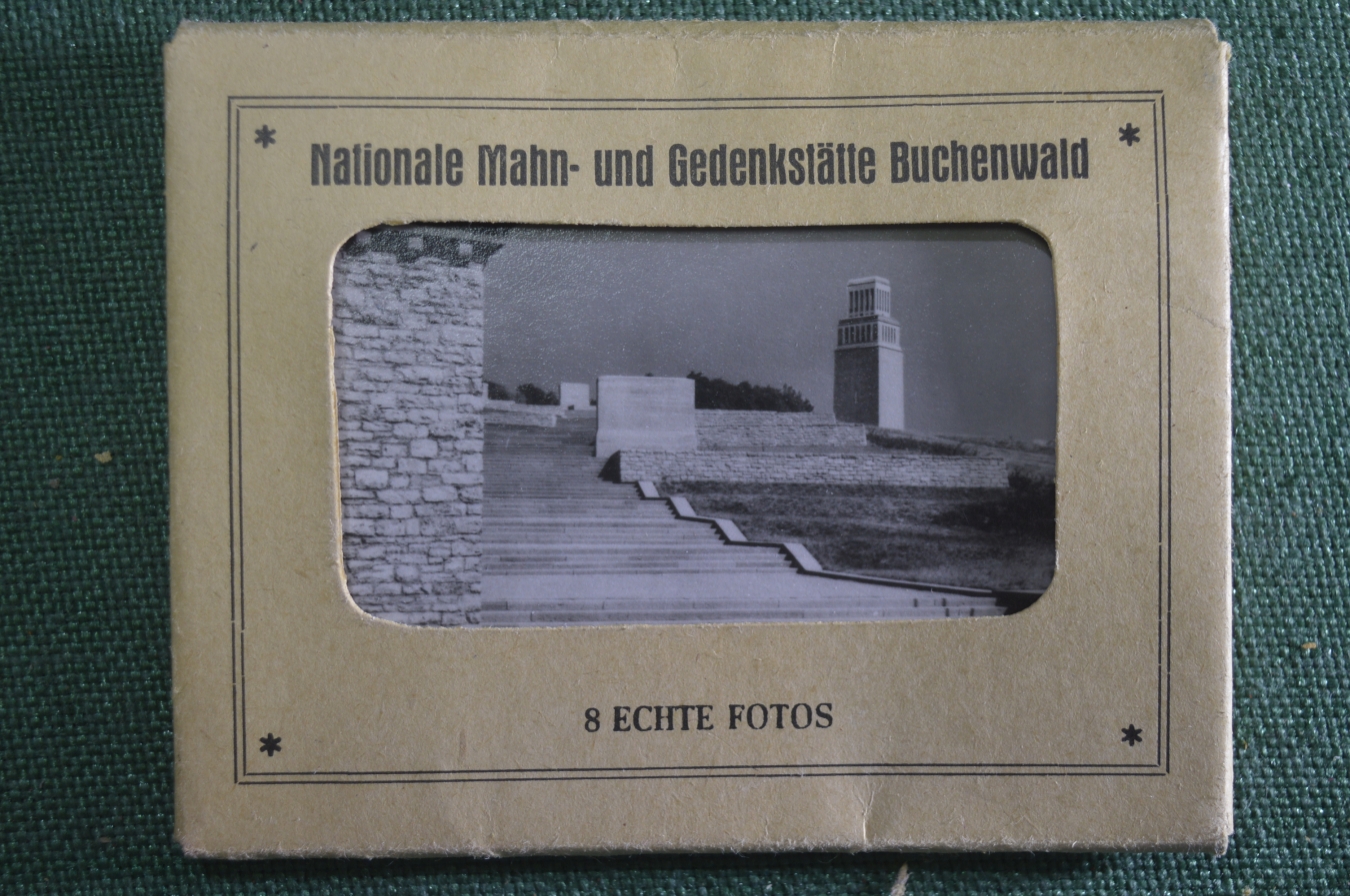 Nationale Mahn- und Gedenkstätte Buchenwald
8 ECHTE FOTOS